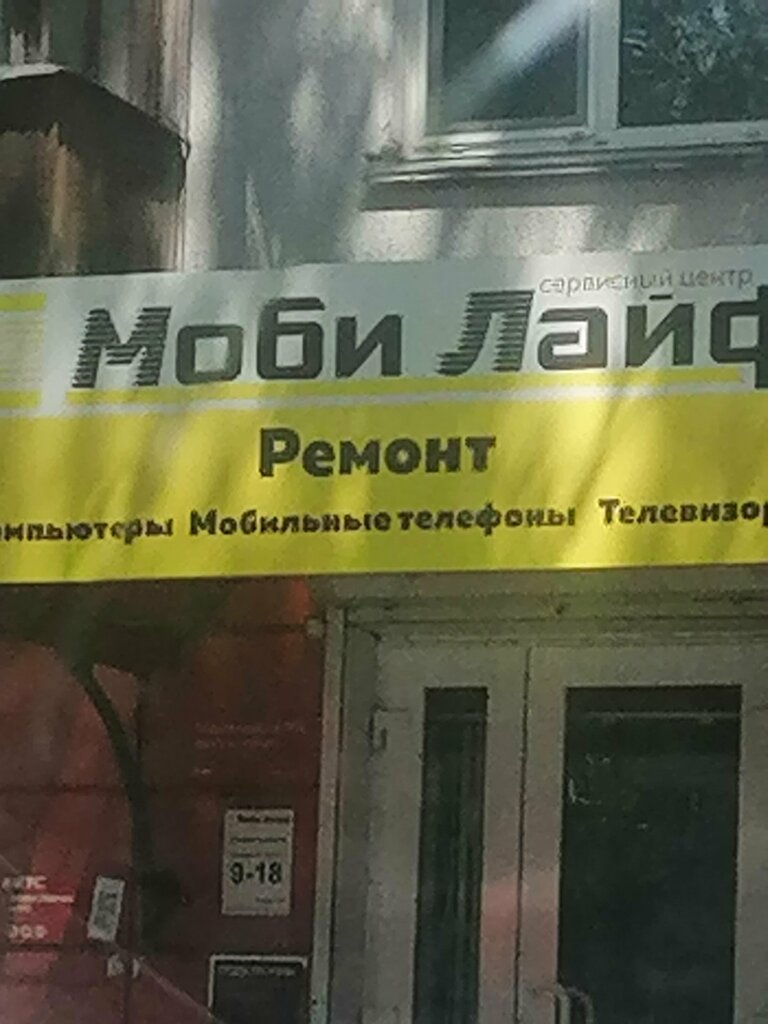 сервисный центр
Моби Лайф
Ремонт
мпьютеры Мобильные телефоны Телевизор
9-18